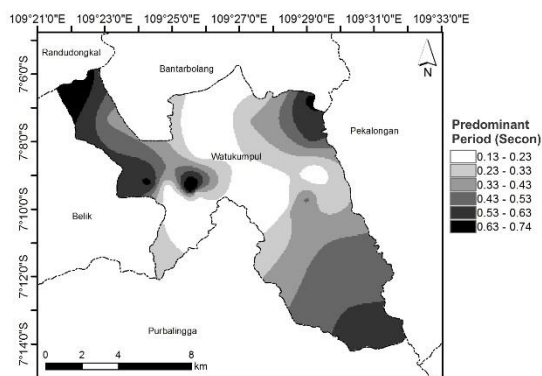 109°21'0"E 109°23'0"E 109°25'0"E 109°27'0"E 109°29'0"E 109°31'0"E 109°33'0"E
Randudongkal
Bantarbolang
N
7°6'0"S
7°8'0"S
7°10'0"S
7°12'0"S
7°14'0"S
Pekalongan
Watukumpul
Belik
Purbalingga
Predominant
Period (Secon)
0.13 - 0.23
0.23 - 0.33
0.33 - 0.43
0.43 - 0.53
0.53 - 0.63
0.63 - 0.74
0 2 4 8
km